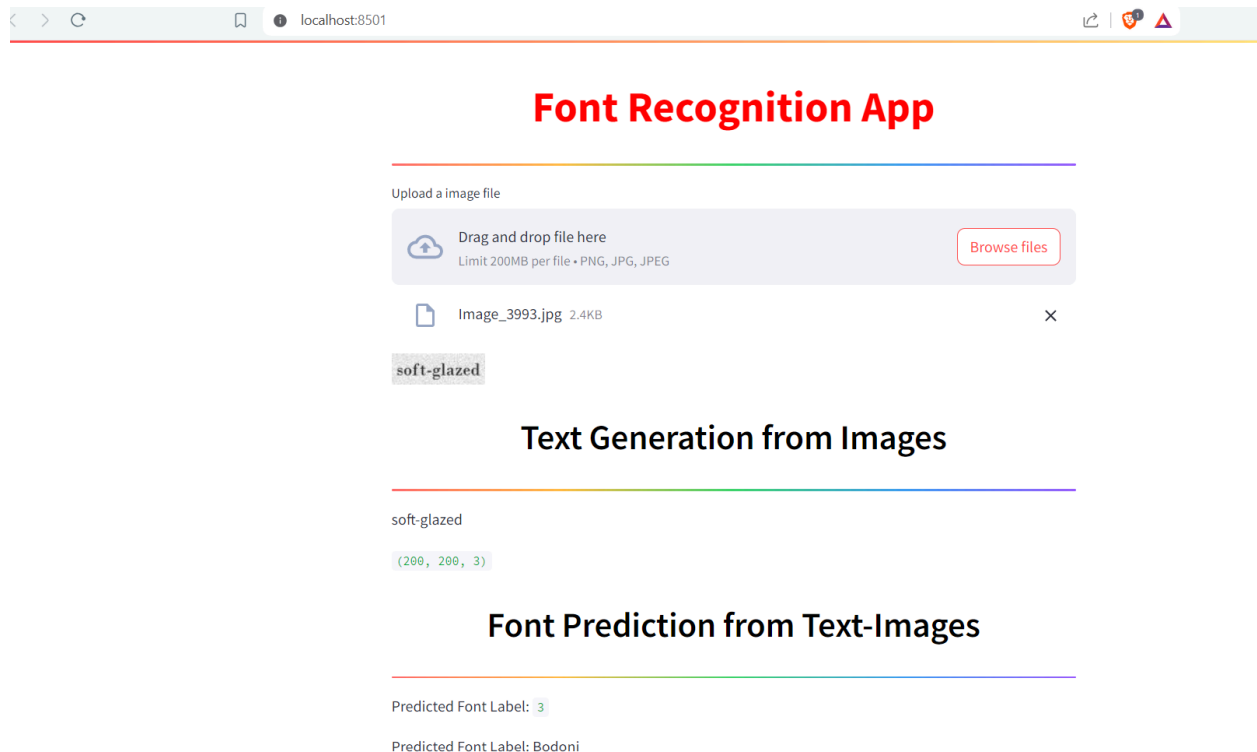 localhost:8501
1
Font Recognition App
Upload a image file
Drag and drop file here
Limit 200MB per file • PNG, JPG, JPEG
Browse files
Image_3993.jpg 2.4KB
soft-glazed
Text Generation from Images
soft-glazed
(200, 200, 3)
Font Prediction from Text-Images
Predicted Font Label: 3
Predicted Font Label: Bodoni